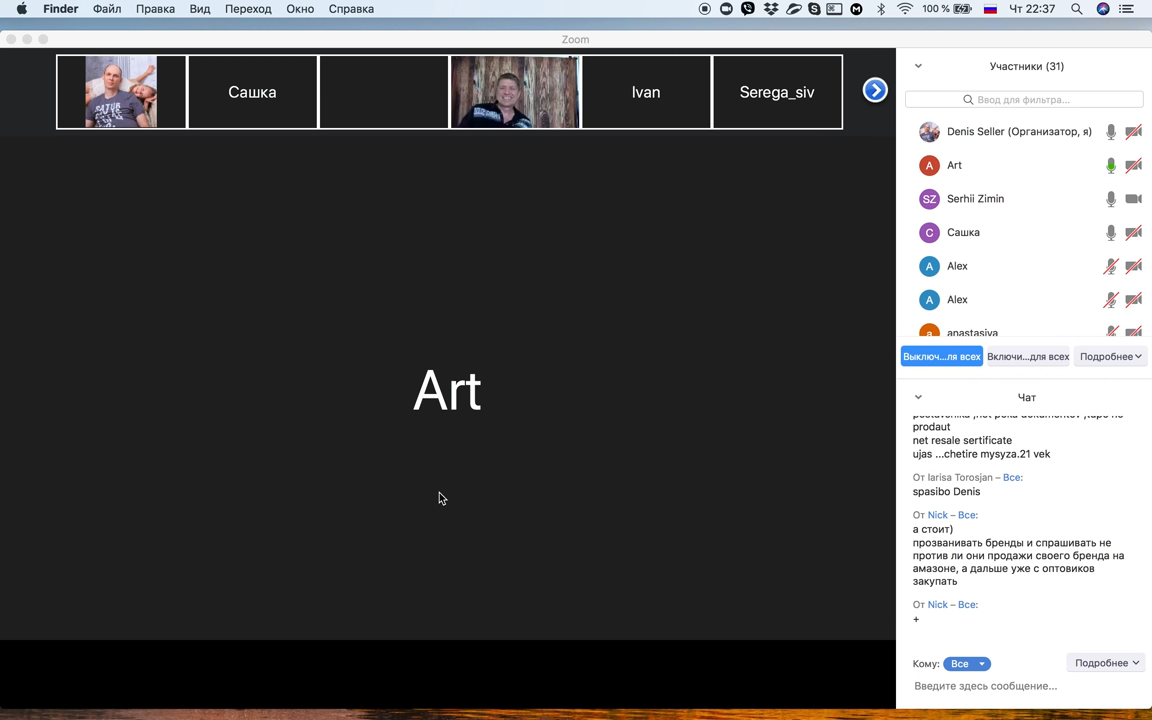 Finder Файл Правка Вид Переход Окно Справка 100 % Чт 22:37
Zoom
Сашка Ivan Serega_siv
Art
Участники (31)
Ввод для фильтра...
Denis Seller (Организатор, я)
A Art
SZ Serhii Zimin
С Сашка
A Alex
A Alex
a anastasiya
Выключ...ля всех Включи...для всех Подробнее
Чат
prodaut
net resale sertificate
ujas ...chetire mysyza.21 vek
От larisa Torosjan – Все:
spasibo Denis
От Nick – Все:
а стоит)
прозванивать бренды и спрашивать не
против ли они продажи своего бренда на
амазоне, а дальше уже с оптовиков
закупать
От Nick – Все:
+
Кому: Все Подробнее
Введите здесь сообщение...